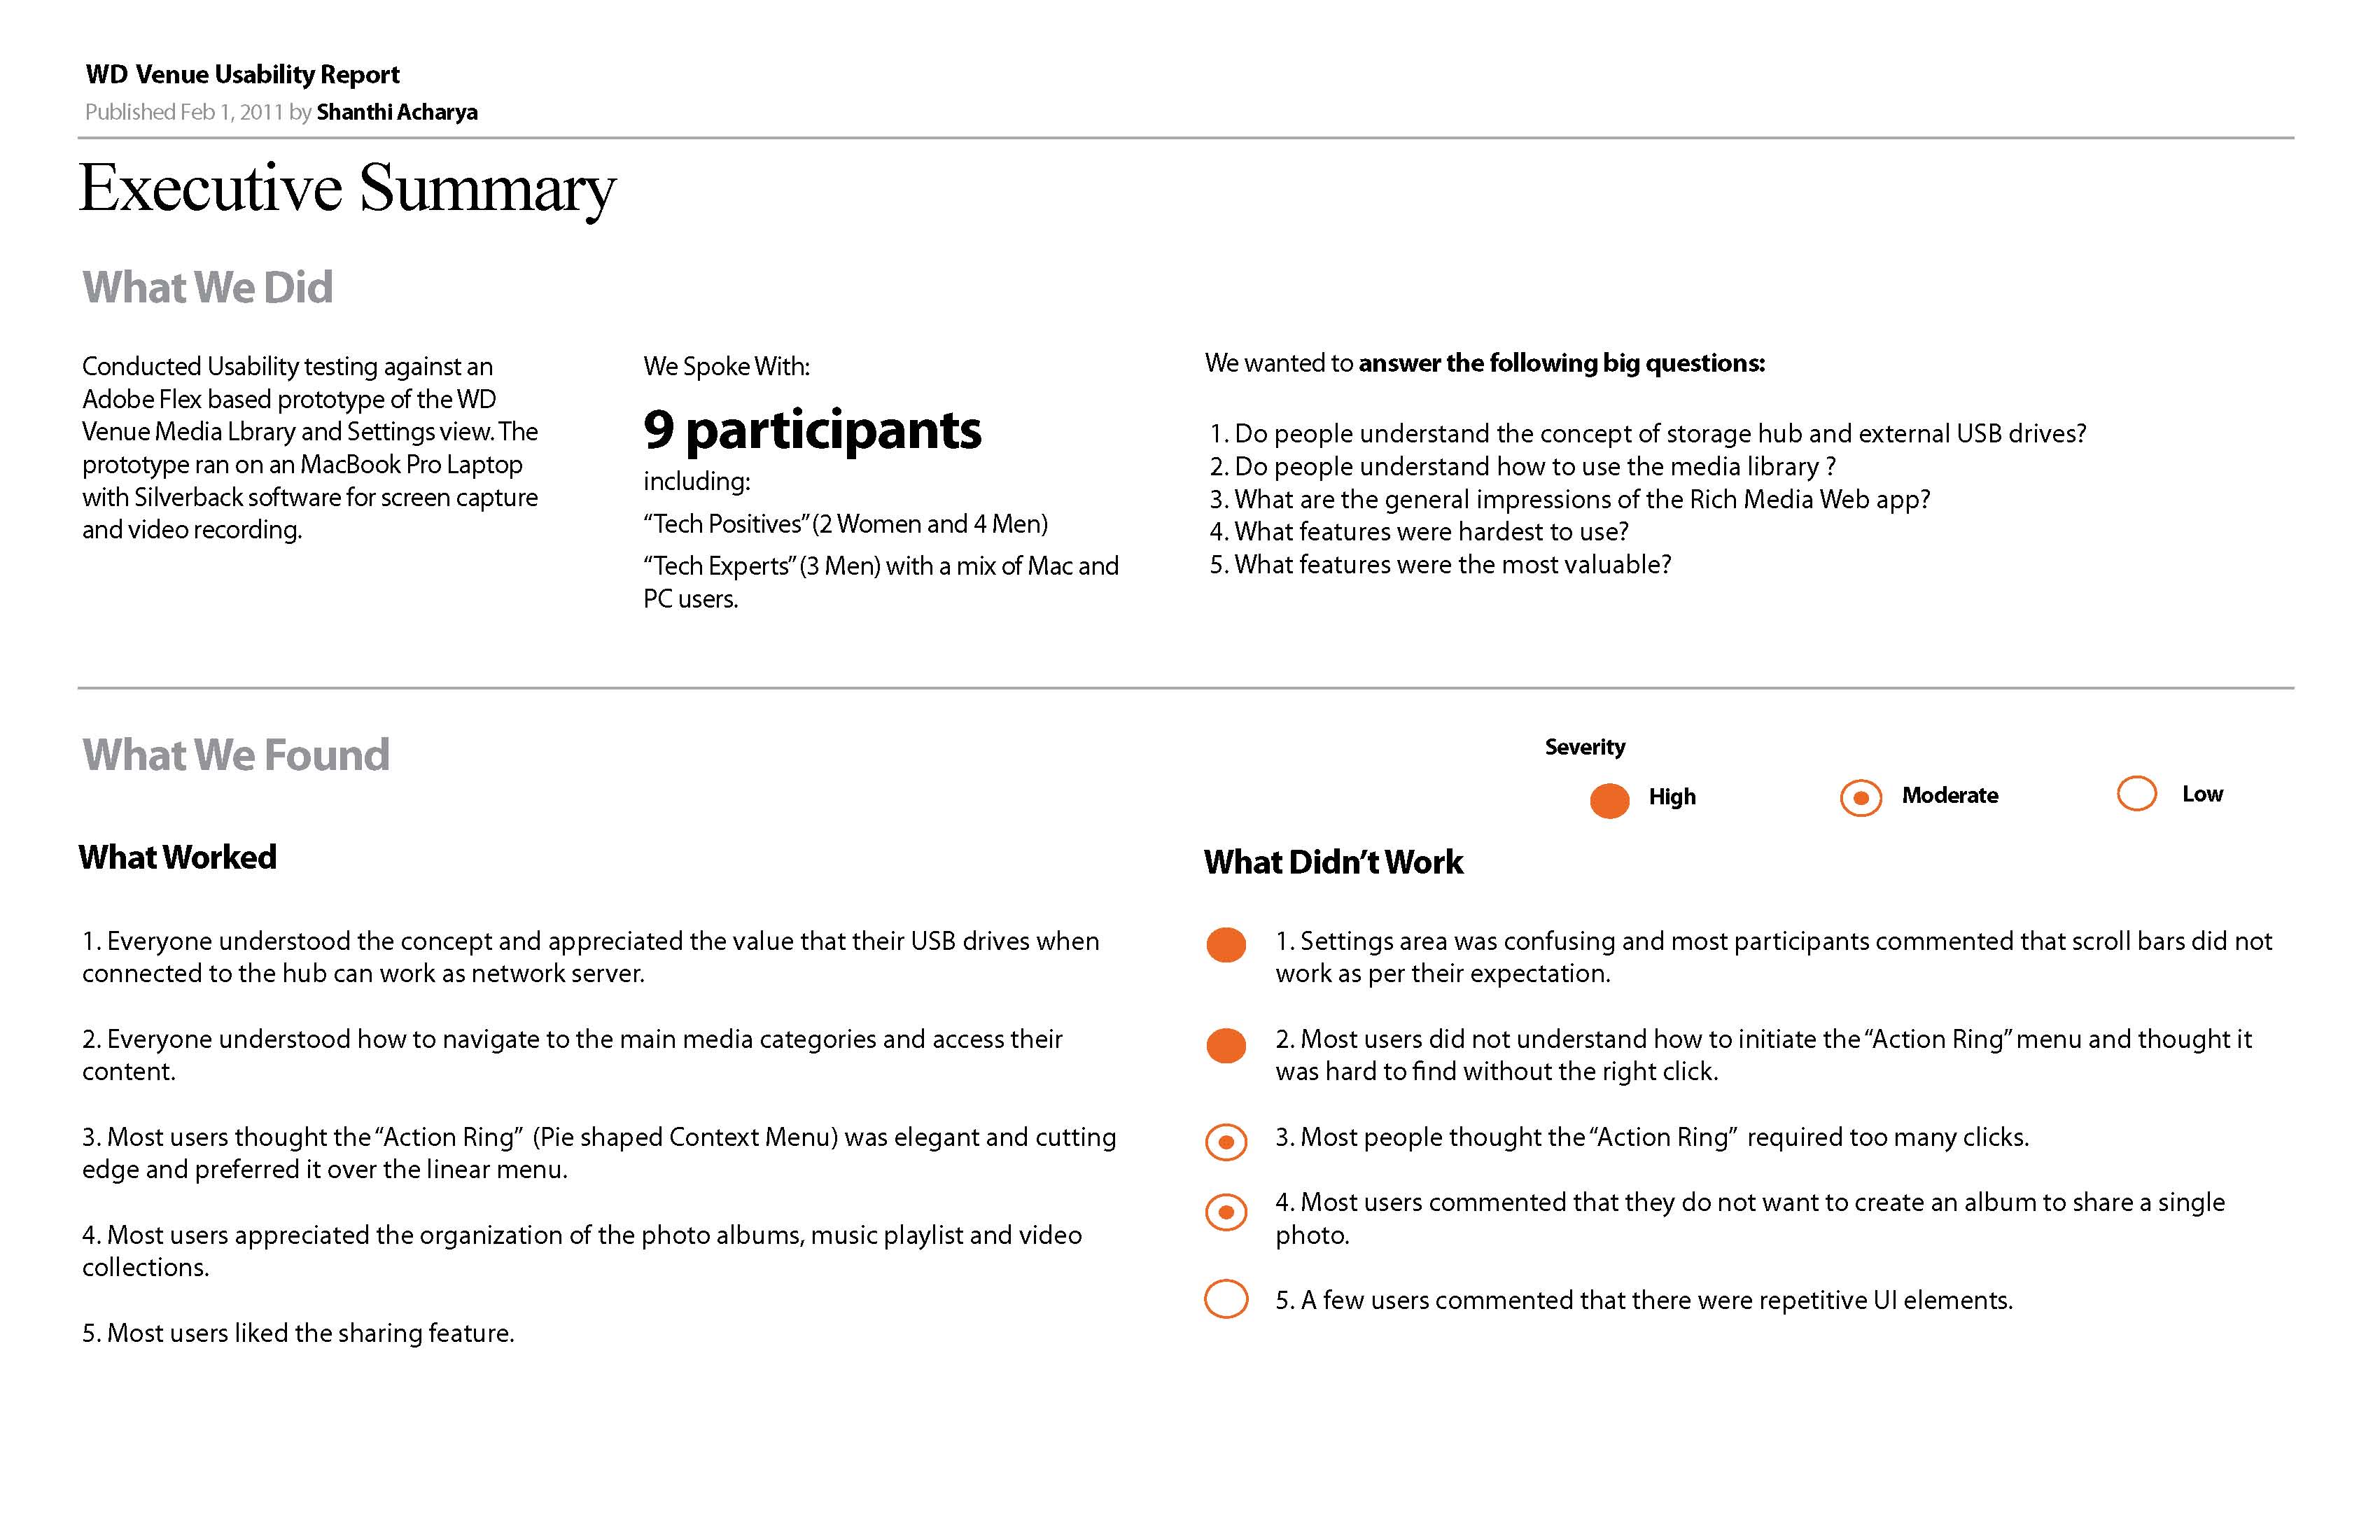 WD Venue Usability Report
Published Feb 1, 2011 by Shanthi Acharya
Executive Summary
What We Did
Conducted Usability testing against an
Adobe Flex based prototype of the WD
Venue Media Lbrary and Settings view. The
prototype ran on an MacBook Pro Laptop
with Silverback software for screen capture
and video recording.
We Spoke With:
9 participants
including:
“Tech Positives” (2 Women and 4 Men)
“Tech Experts” (3 Men) with a mix of Mac and
PC users.
We wanted to answer the following big questions:
1. Do people understand the concept of storage hub and external USB drives?
2. Do people understand how to use the media library ?
3. What are the general impressions of the Rich Media Web app?
4. What features were hardest to use?
5. What features were the most valuable?
What We Found
Severity
High
Moderate
Low
What Worked
1. Everyone understood the concept and appreciated the value that their USB drives when
connected to the hub can work as network server.
2. Everyone understood how to navigate to the main media categories and access their
content.
3. Most users thought the “Action Ring” (Pie shaped Context Menu) was elegant and cutting
edge and preferred it over the linear menu.
4. Most users appreciated the organization of the photo albums, music playlist and video
collections.
5. Most users liked the sharing feature.
What Didn’t Work
1. Settings area was confusing and most participants commented that scroll bars did not
work as per their expectation.
2. Most users did not understand how to initiate the “Action Ring” menu and thought it
was hard to find without the right click.
3. Most people thought the “Action Ring” required too many clicks.
4. Most users commented that they do not want to create an album to share a single
photo.
5. A few users commented that there were repetitive UI elements.